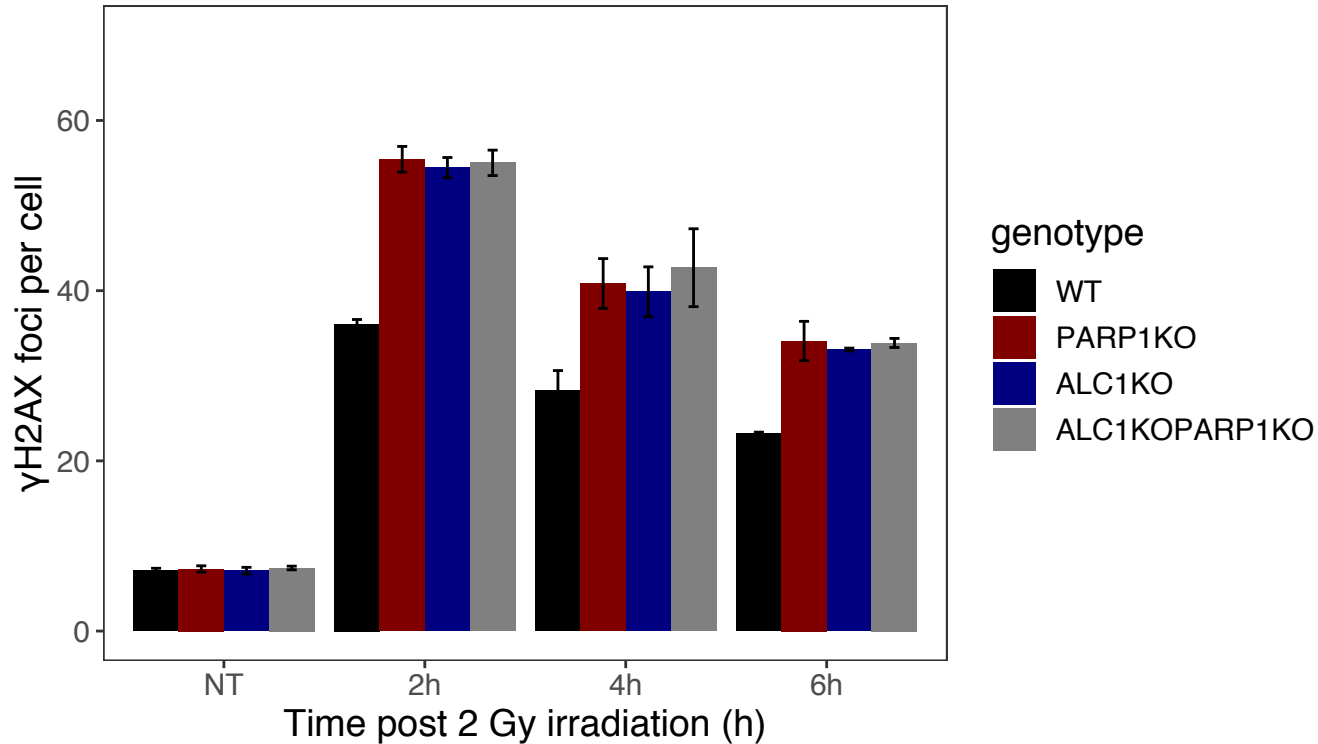 60
40
20
0
γH2AX foci per cell
NT 2h 4h 6h
Time post 2 Gy irradiation (h)
genotype
WT
PARP1KO
ALC1KO
ALC1KOPARP1KO